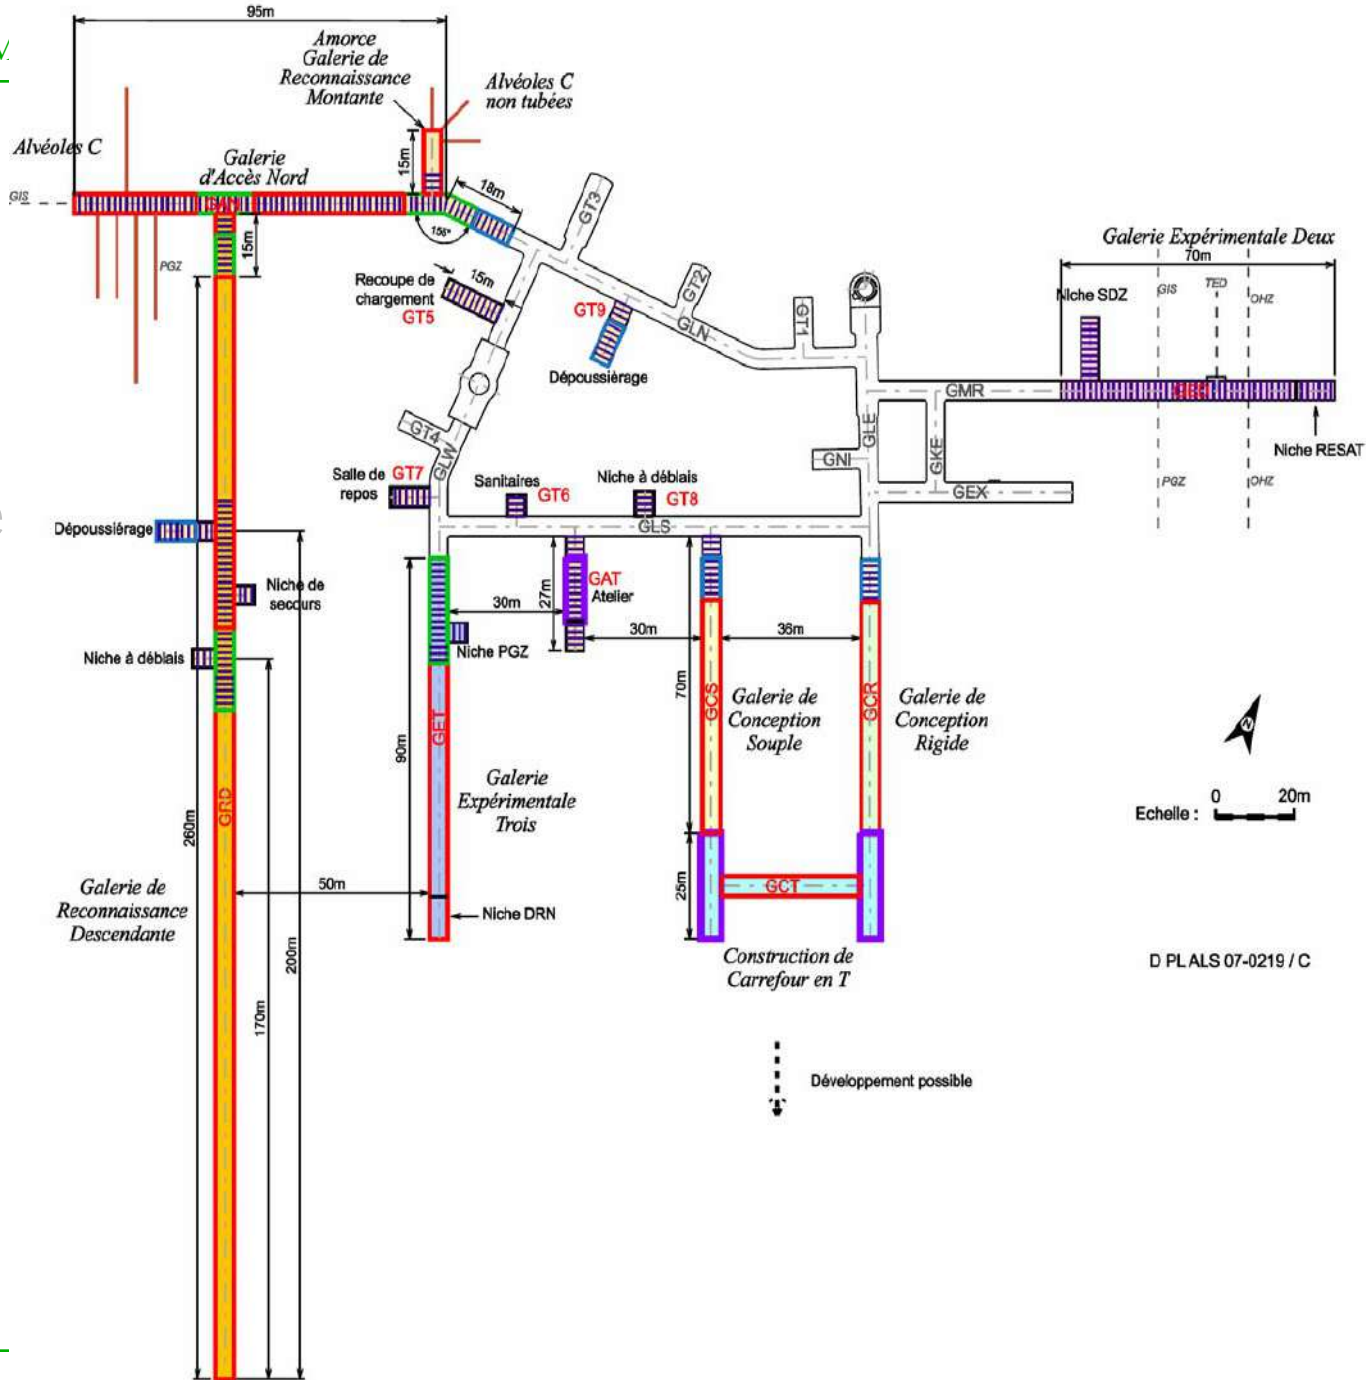 95m
Amorce
Galerie de
Reconnaissance
Montante
Alvéoles C
non tubées
Alvéoles C
Galerie
d'Accès Nord
15m
18m
GIS
GAN
156°
15m
PGZ
GT3
Recoupe de
chargement
GT5
15m
GT9
GT2
GLN
GT1
Dépoussièrage
Galerie Expérimentale Deux
70m
Niche SDZ
GIS
TED
OHZ
GMR
GED
Niche RESAT
GLE
GKE
GNI
GEX
PGZ
OHZ
GT4
GLW
Salle de
repos
GT7
Sanitaires
GT6
Niche à déblais
GT8
GLS
Dépoussiérage
Niche de
secours
Niche à déblais
30m
27m
GAT
Atelier
Niche PGZ
30m
36m
70m
GCS
GCR
Galerie de
Conception
Souple
Galerie de
Conception
Rigide
GET
90m
Galerie
Expérimentale
Trois
GRD
260m
Galerie de
Reconnaissance
Descendante
50m
Niche DRN
25m
GCT
Construction de
Carrefour en T
200m
170m
N
Echelle :
0
20m
D PL ALS 07-0219 / C
Développement possible